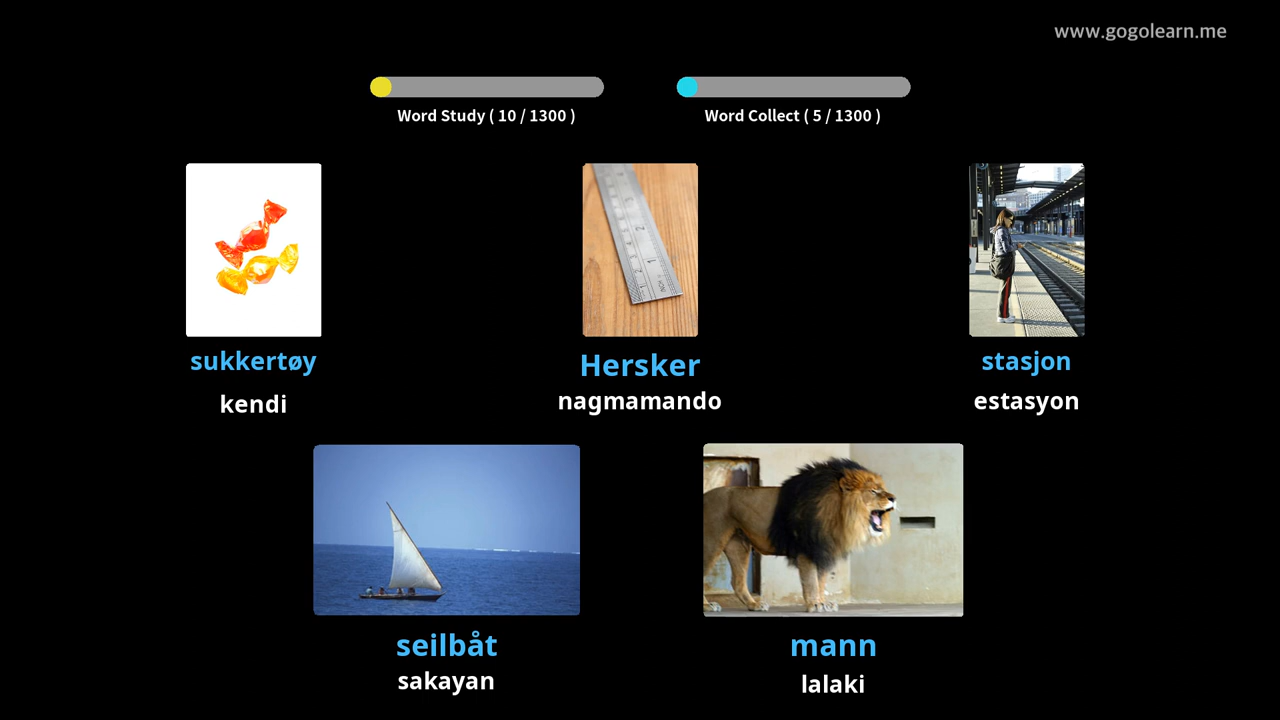 www.gogolearn.me
Word Study ( 10 / 1300 )
Word Collect ( 5 / 1300 )
sukkertøy
kendi
Hersker
nagmamando
stasjon
estasyon
seilbåt
sakayan
mann
lalaki